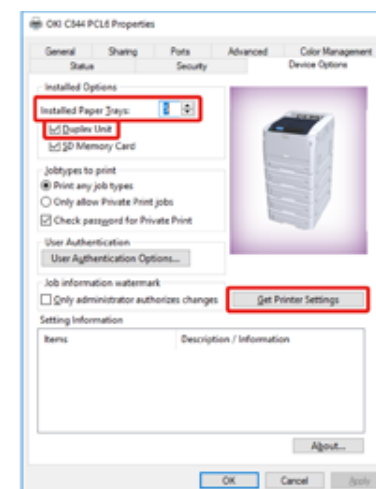 OKI C844 PCL6 Properties
General Sharing Ports Advanced Color Management
Status Security Device Options
Installed Options
Installed Paper Trays:
Duplex Unit
SD Memory Card
Jobtypes to print
Print any job types
Only allow Private Print jobs
Check password for Private Print
User Authentication
User Authentication Options...
Job information watermark
Only administrator authorizes changes
Get Printer Settings
Setting Information
Items Description / Information
About...
OK Cancel Apply